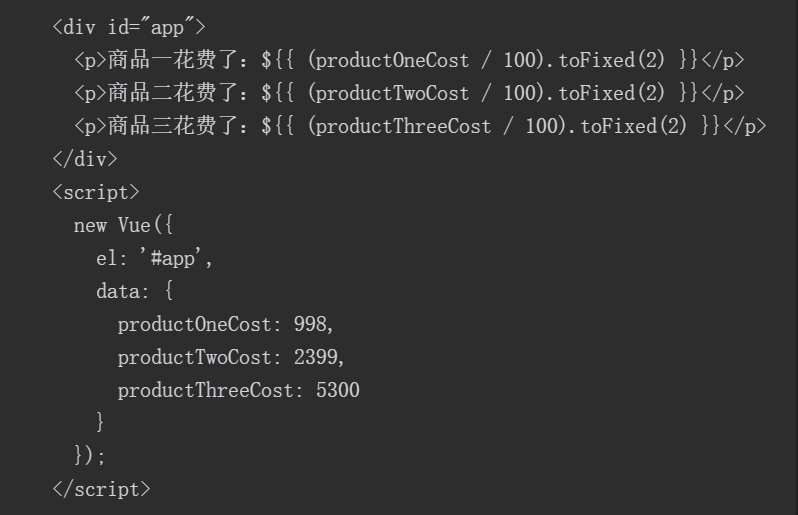 <div id="app">
  <p>商品一花费了：${{ (productOneCost / 100).toFixed(2) }}</p>
  <p>商品二花费了：${{ (productTwoCost / 100).toFixed(2) }}</p>
  <p>商品三花费了：${{ (productThreeCost / 100).toFixed(2) }}</p>
</div>
<script>
  new Vue({
    el: '#app',
    data: {
      productOneCost: 998,
      productTwoCost: 2399,
      productThreeCost: 5300
    }
  });
</script>